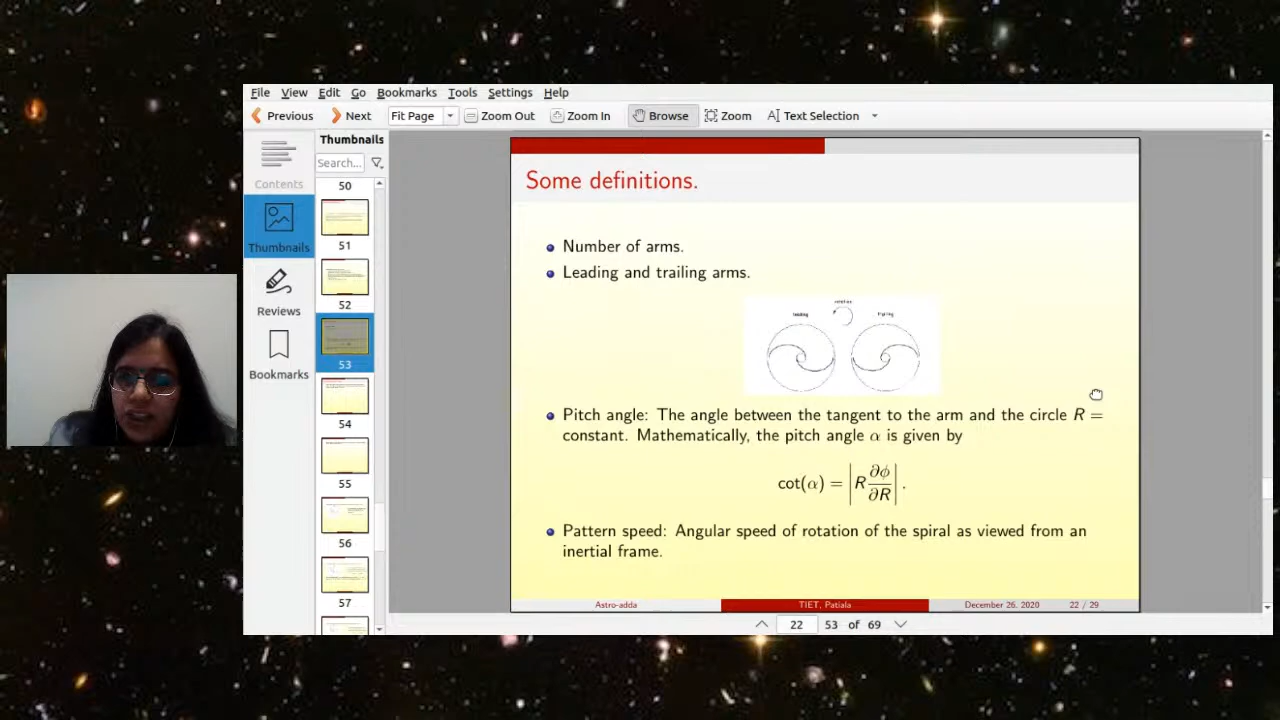 File View Edit Go Bookmarks Tools Settings Help
Previous Next Fit Page Zoom Out Zoom In Browse Zoom Text Selection
Contents
Thumbnails
Reviews
Bookmarks
Thumbnails
Search...
50
51
52
53
54
55
56
57
Some definitions.
Number of arms.
Leading and trailing arms.
rotation
leading
trailing
Pitch angle: The angle between the tangent to the arm and the circle R =
constant. Mathematically, the pitch angle α is given by
cot(α) = |R ∂ϕ/∂R| .
Pattern speed: Angular speed of rotation of the spiral as viewed from an
inertial frame.
Astro-adda TIET, Patiala December 26, 2020 22 / 29
22 53 of 69